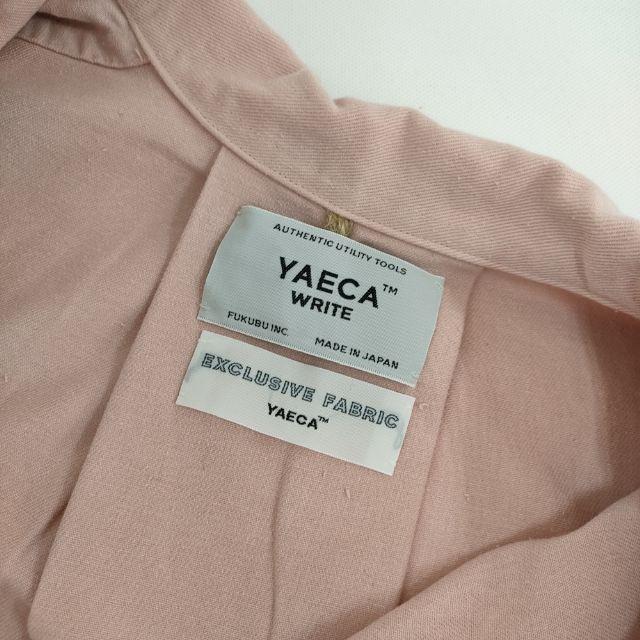 AUTHENTIC UTILITY TOOLS
YAECA™
WRITE
FUKUBU INC. MADE IN JAPAN
EXCLUSIVE FABRIC
YAECA™